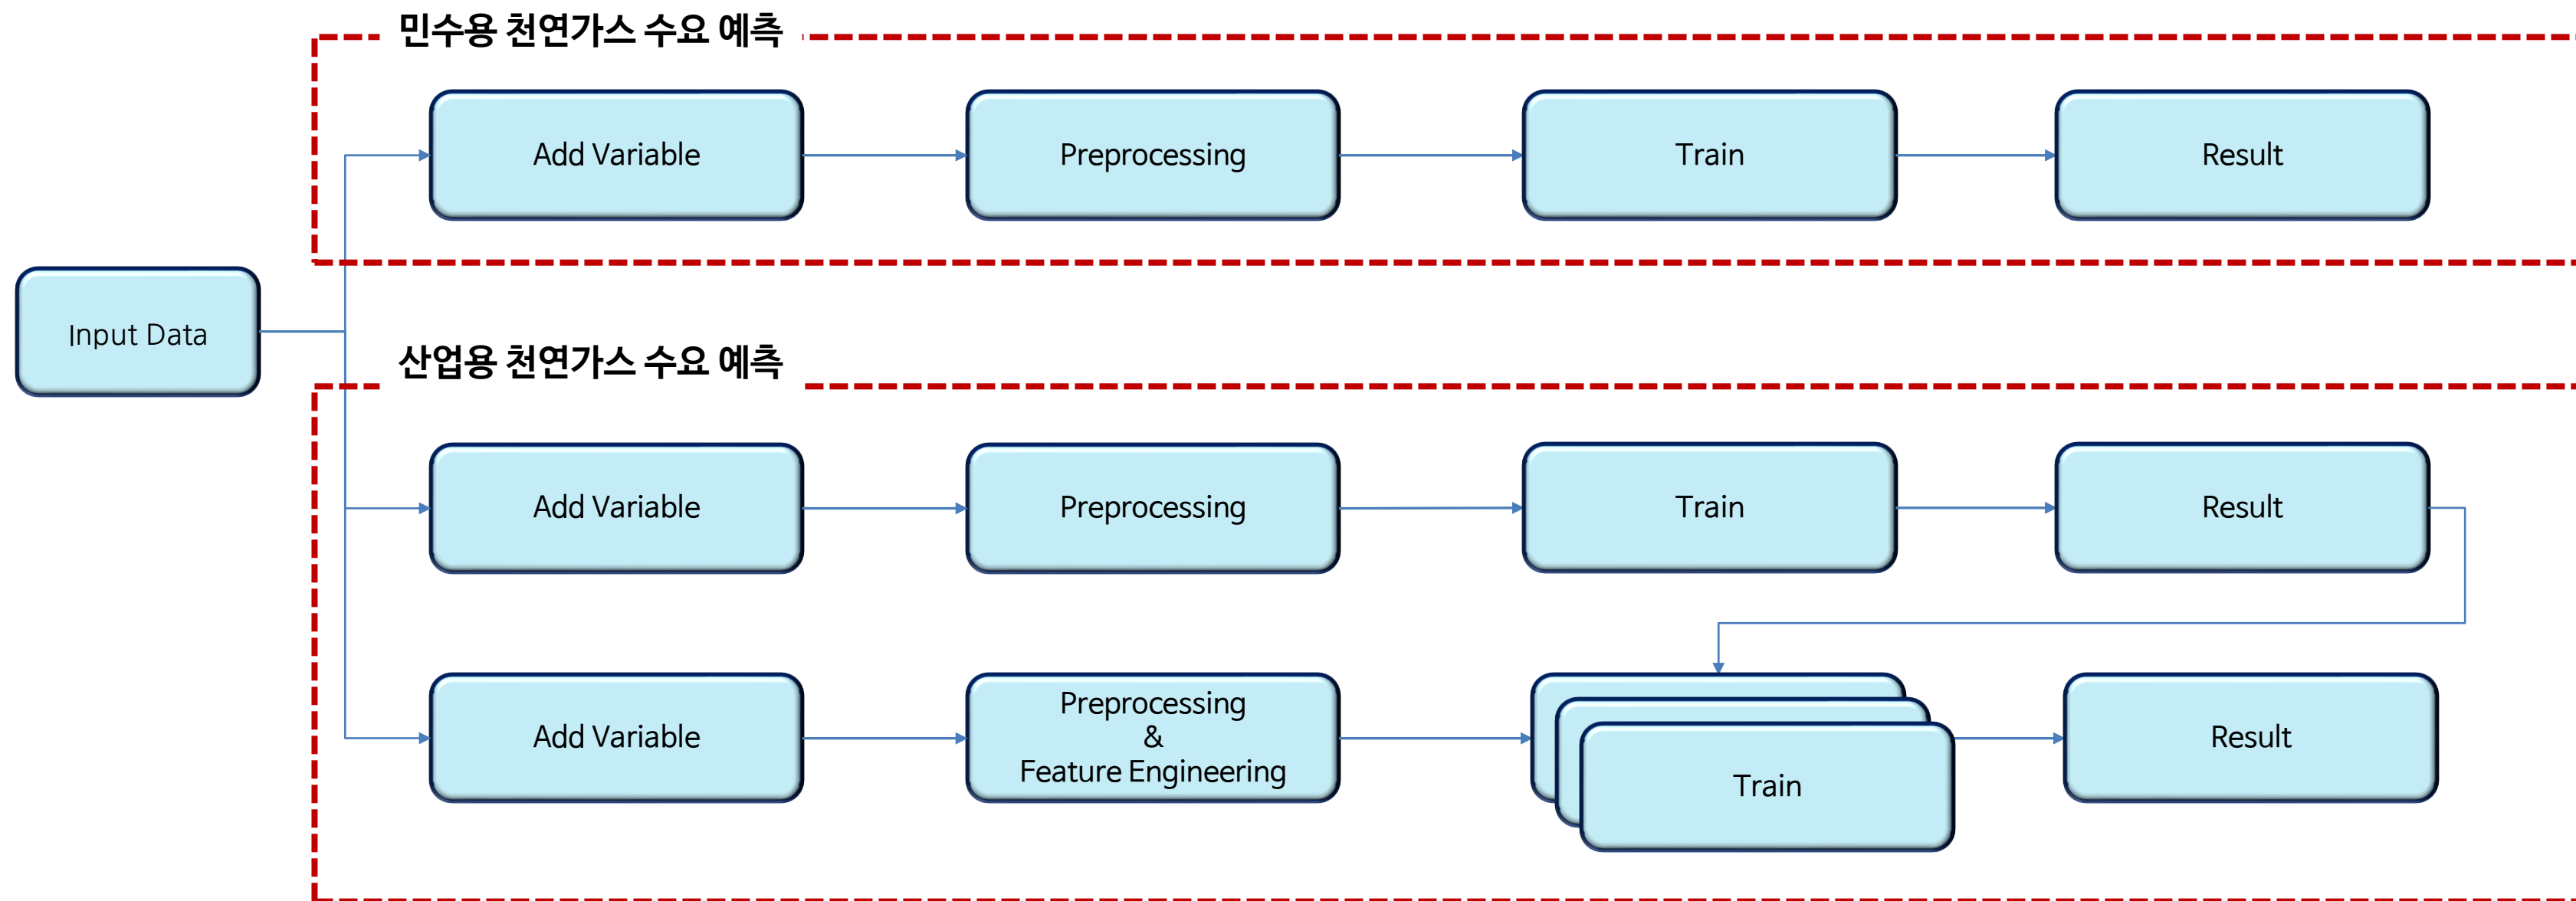 민수용 천연가스 수요 예측
Add Variable
Preprocessing
Train
Result
Input Data
산업용 천연가스 수요 예측
Add Variable
Preprocessing
Train
Result
Add Variable
Preprocessing
&
Feature Engineering
Train
Result